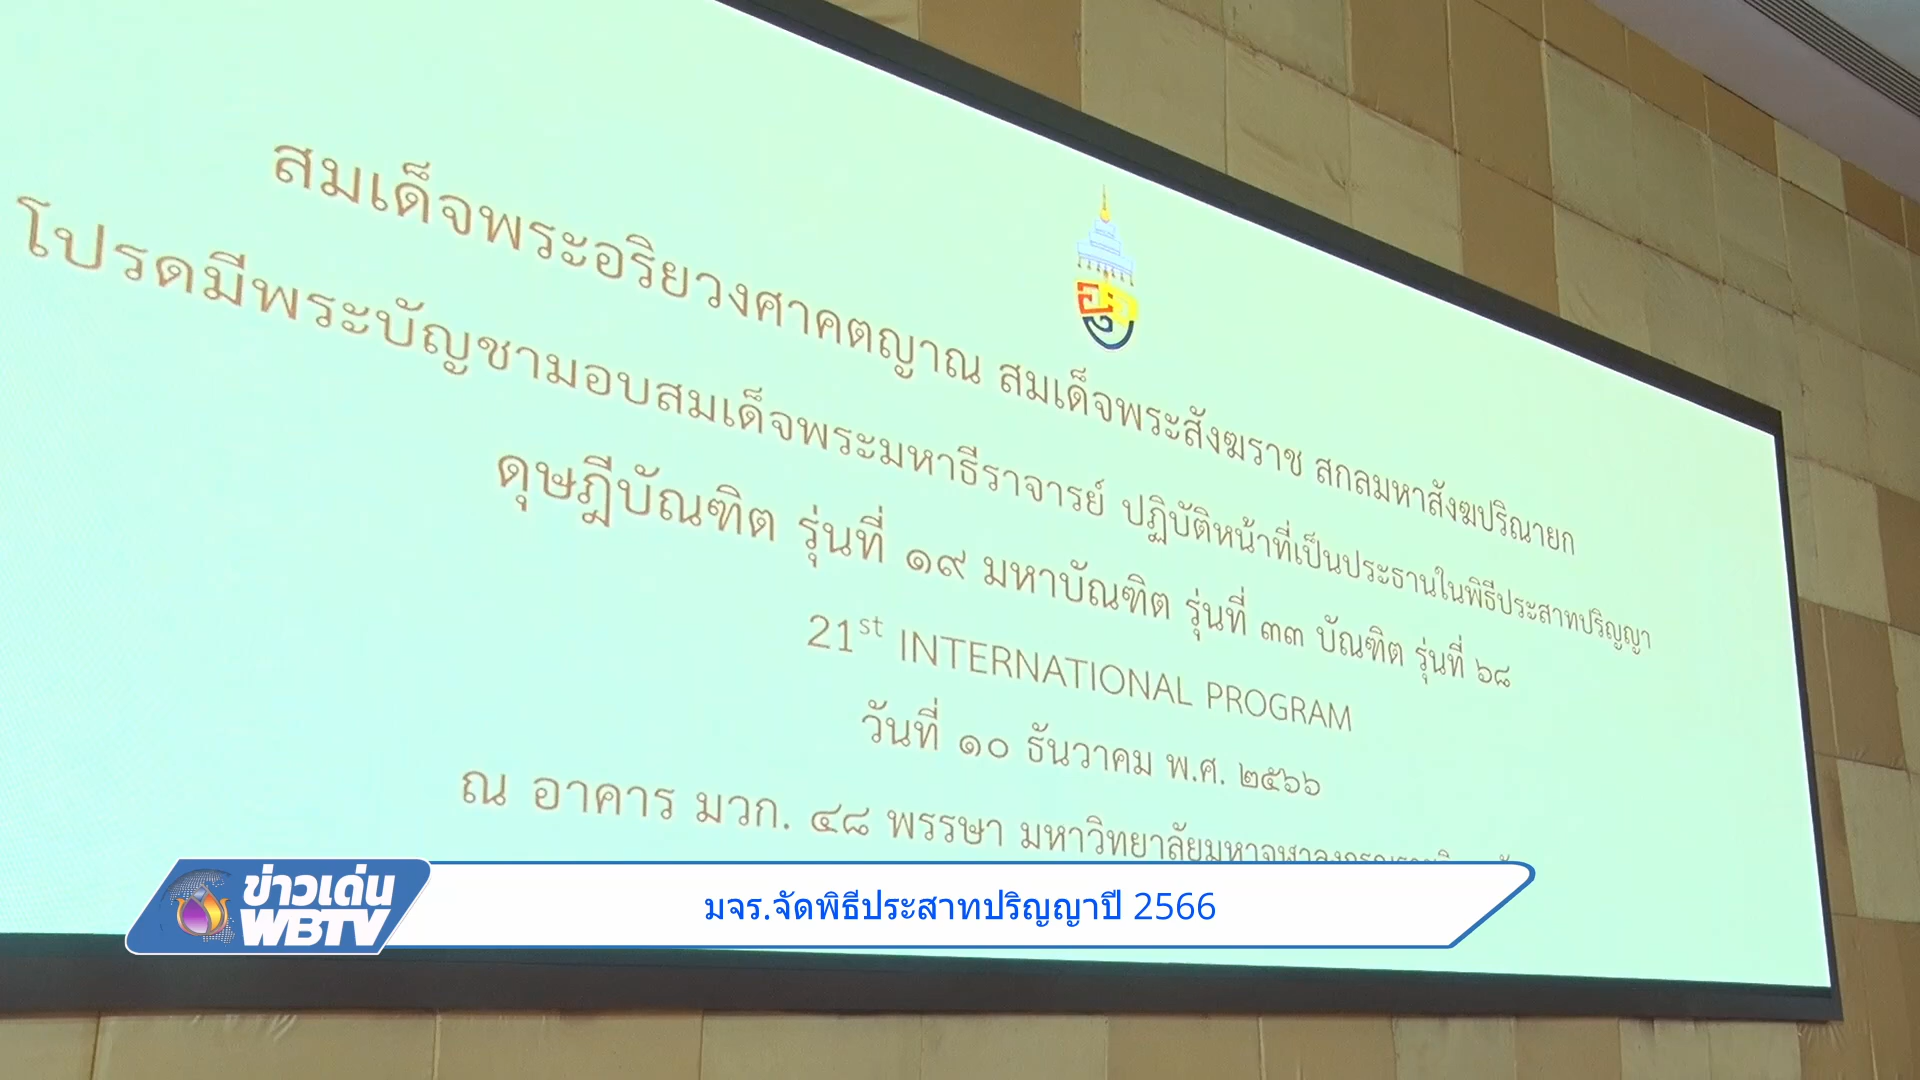 สมเด็จพระอริยวงศาคตญาณ สมเด็จพระสังฆราช สกลมหาสังฆปริณายก
โปรดมีพระบัญชามอบสมเด็จพระมหาธีราจารย์ ปฏิบัติหน้าที่เป็นประธานในพิธีประสาทปริญญา
ดุษฎีบัณฑิต รุ่นที่ ๑๙ มหาบัณฑิต รุ่นที่ ๓๓ บัณฑิต รุ่นที่ ๖๘
21st INTERNATIONAL PROGRAM
วันที่ ๑๐ ธันวาคม พ.ศ. ๒๕๖๖
ณ อาคาร มวก. ๔๘ พรรษา
ข่าวเด่น
WBTV
มจร.จัดพิธีประสาทปริญญาปี 2566